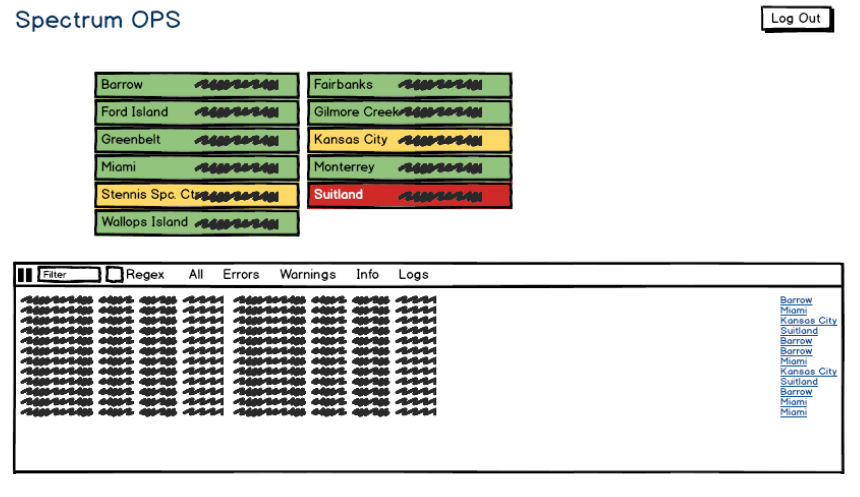 Spectrum OPS
Log Out
Barrow
Fairbanks
Ford Island
Gilmore Creek
Greenbelt
Kansas City
Miami
Monterrey
Stennis Spc. Ctr
Suitland
Wallops Island
Filter Regex All Errors Warnings Info Logs
Barrow
Miami
Kansas City
Suitland
Barrow
Barrow
Miami
Kansas City
Suitland
Barrow
Miami
Miami